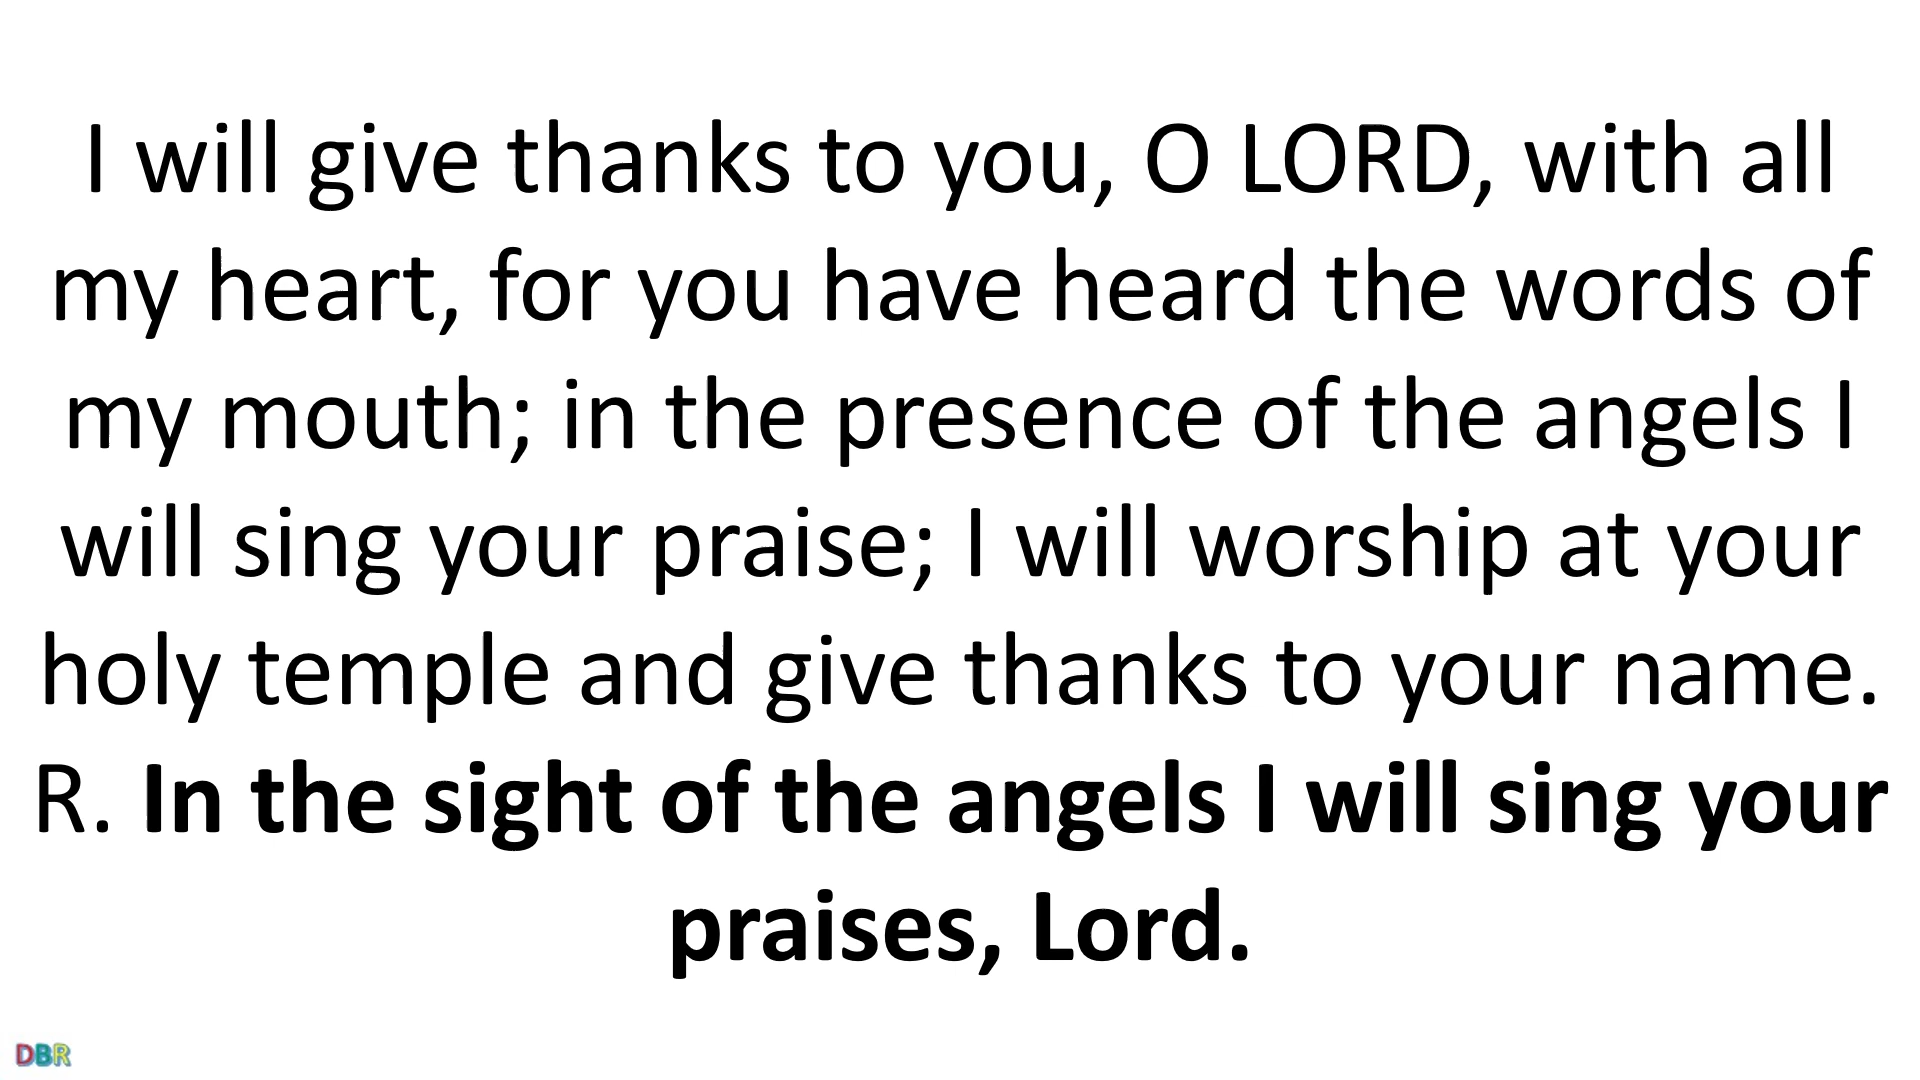 I will give thanks to you, O LORD, with all
my heart, for you have heard the words of
my mouth; in the presence of the angels I
will sing your praise; I will worship at your
holy temple and give thanks to your name.
R. In the sight of the angels I will sing your
praises, Lord.
DBR